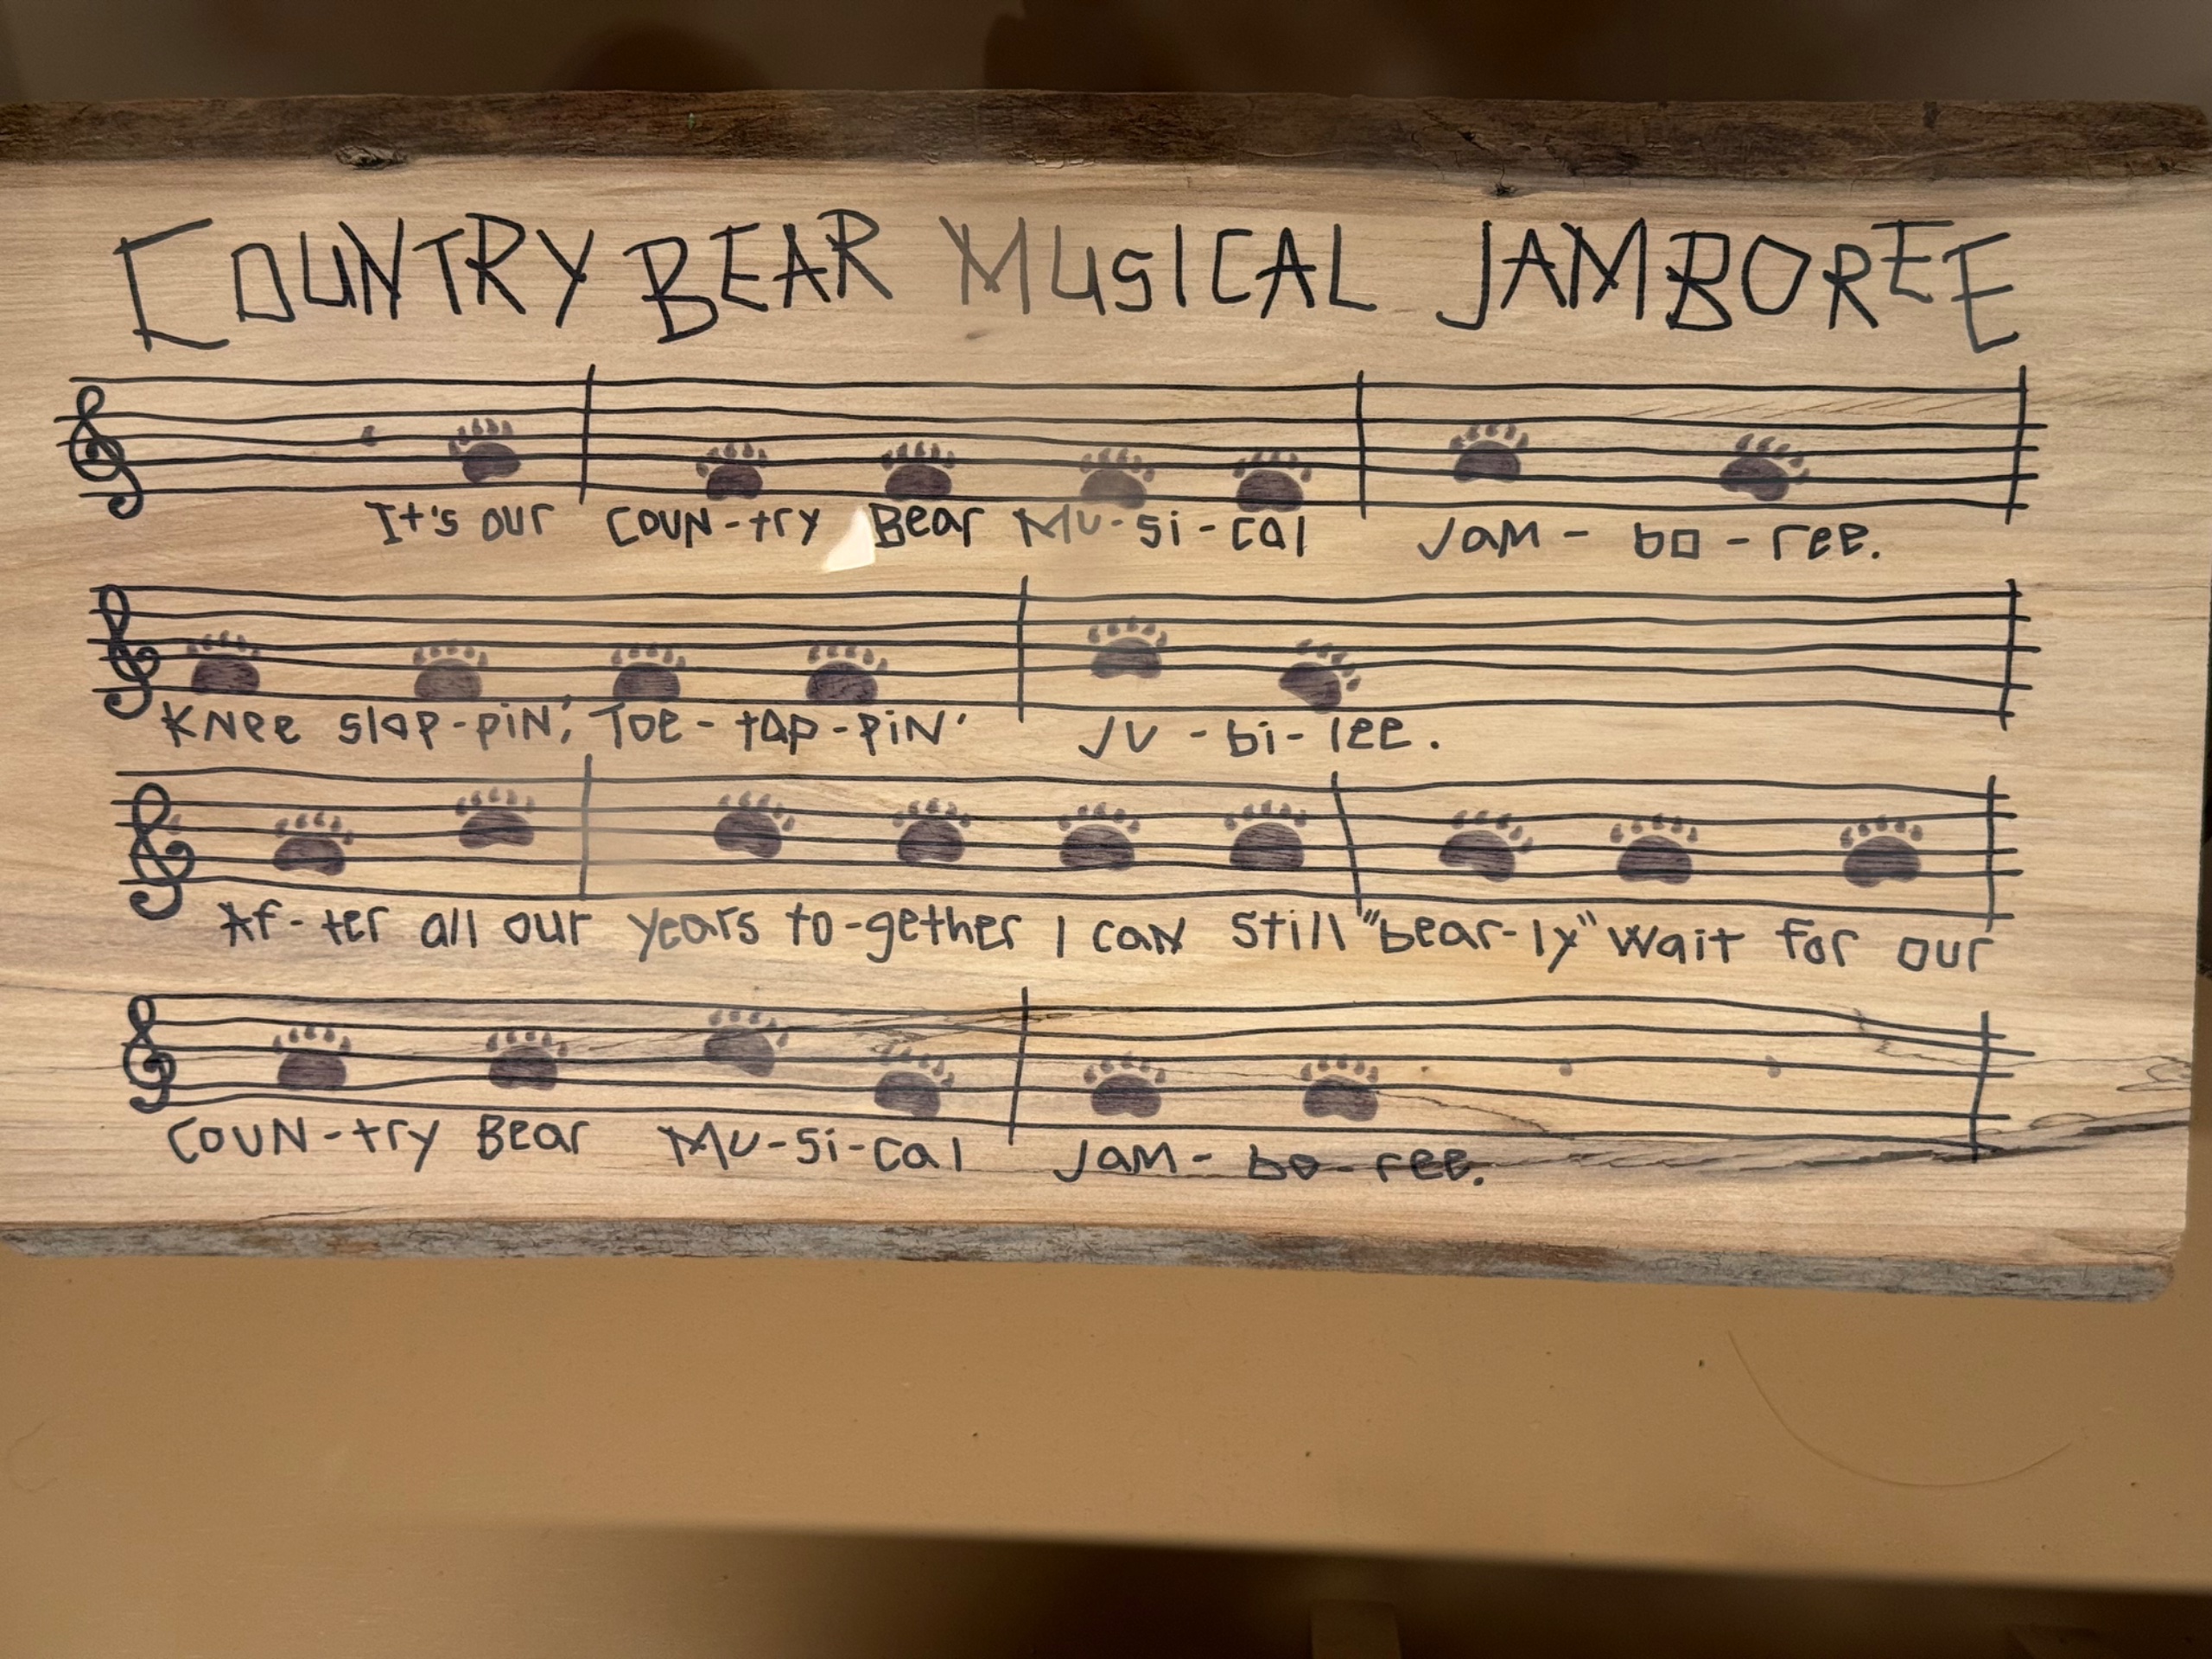 COUNTRY BEAR MUSICAL JAMBOREE
It's our Coun-try Bear Mu-si-cal Jam-bo-ree.
Knee slap-pin', Toe-tap-pin' Ju-bi-lee.
Af-ter all our years to-gether I can still "bear-ly" wait for our
Coun-try Bear Mu-si-cal Jam-bo-ree.